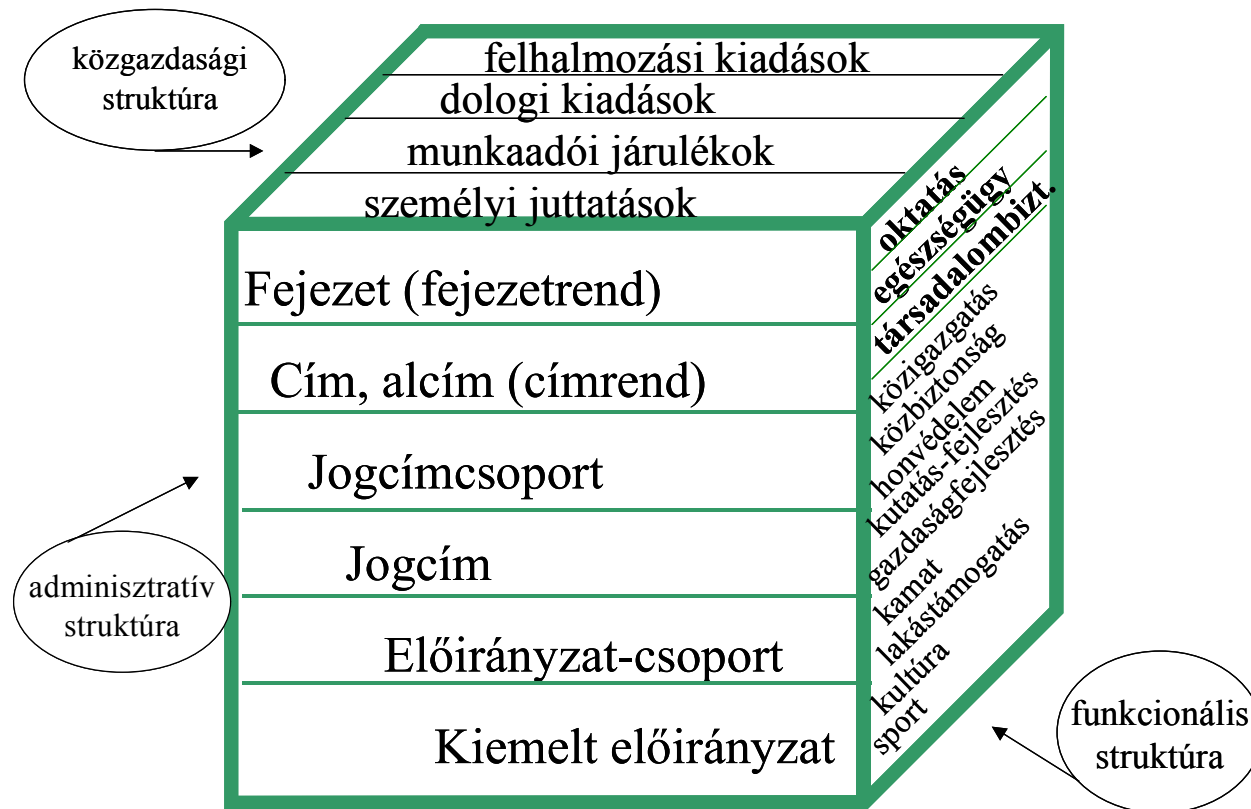 közgazdasági
struktúra
felhalmozási kiadások
dologi kiadások
munkaadói járulékok
személyi juttatások
Fejezet (fejezetrend)
Cím, alcím (címrend)
Jogcímcsoport
Jogcím
Előirányzat-csoport
Kiemelt előirányzat
adminisztratív
struktúra
oktatás
egészségügy
társadalombizt.
közigazgatás
közbiztonság
honvédelem
kutatás-fejlesztés
gazdaságfejlesztés
kamat
lakástámogatás
kultúra
sport
funkcionális
struktúra